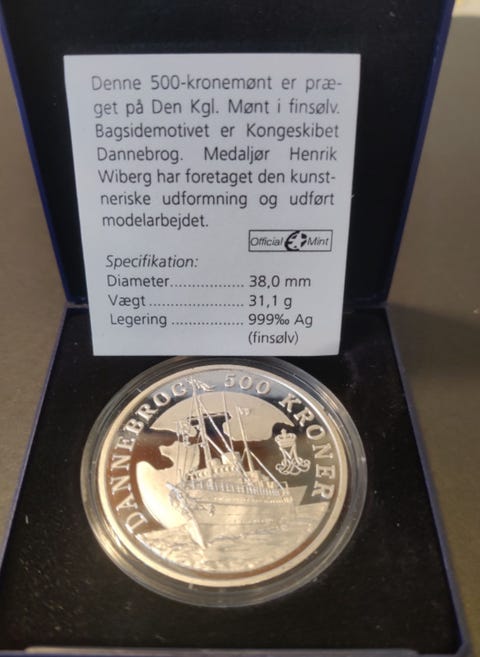 Denne 500-kronemønt er præ-
get på Den Kgl. Mønt i finsølv.
Bagsidemotivet er Kongeskibet
Dannebrog. Medaljør Henrik
Wiberg har foretaget den kunst-
neriske udformning og udført
modelarbejdet.
Official Mint
Specifikation:
Diameter.............. 38,0 mm
Vægt .................. 31,1 g
Legering .............. 999‰ Ag
(finsølv)
DANNEBROG 500 KRONER